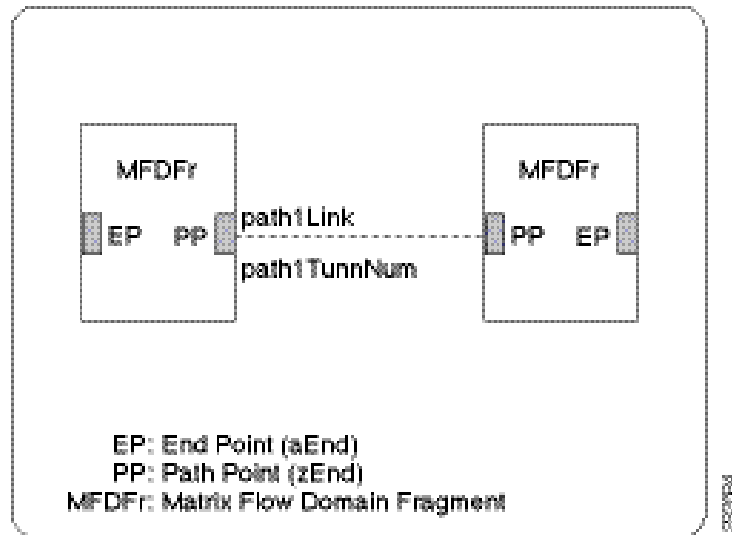 MFDFr
MFDFr
path1Link
EP PP
PP EP
path1TunnNum
EP: End Point (aEnd)
PP: Path Point (zEnd)
MFDFr: Matrix Flow Domain Fragment